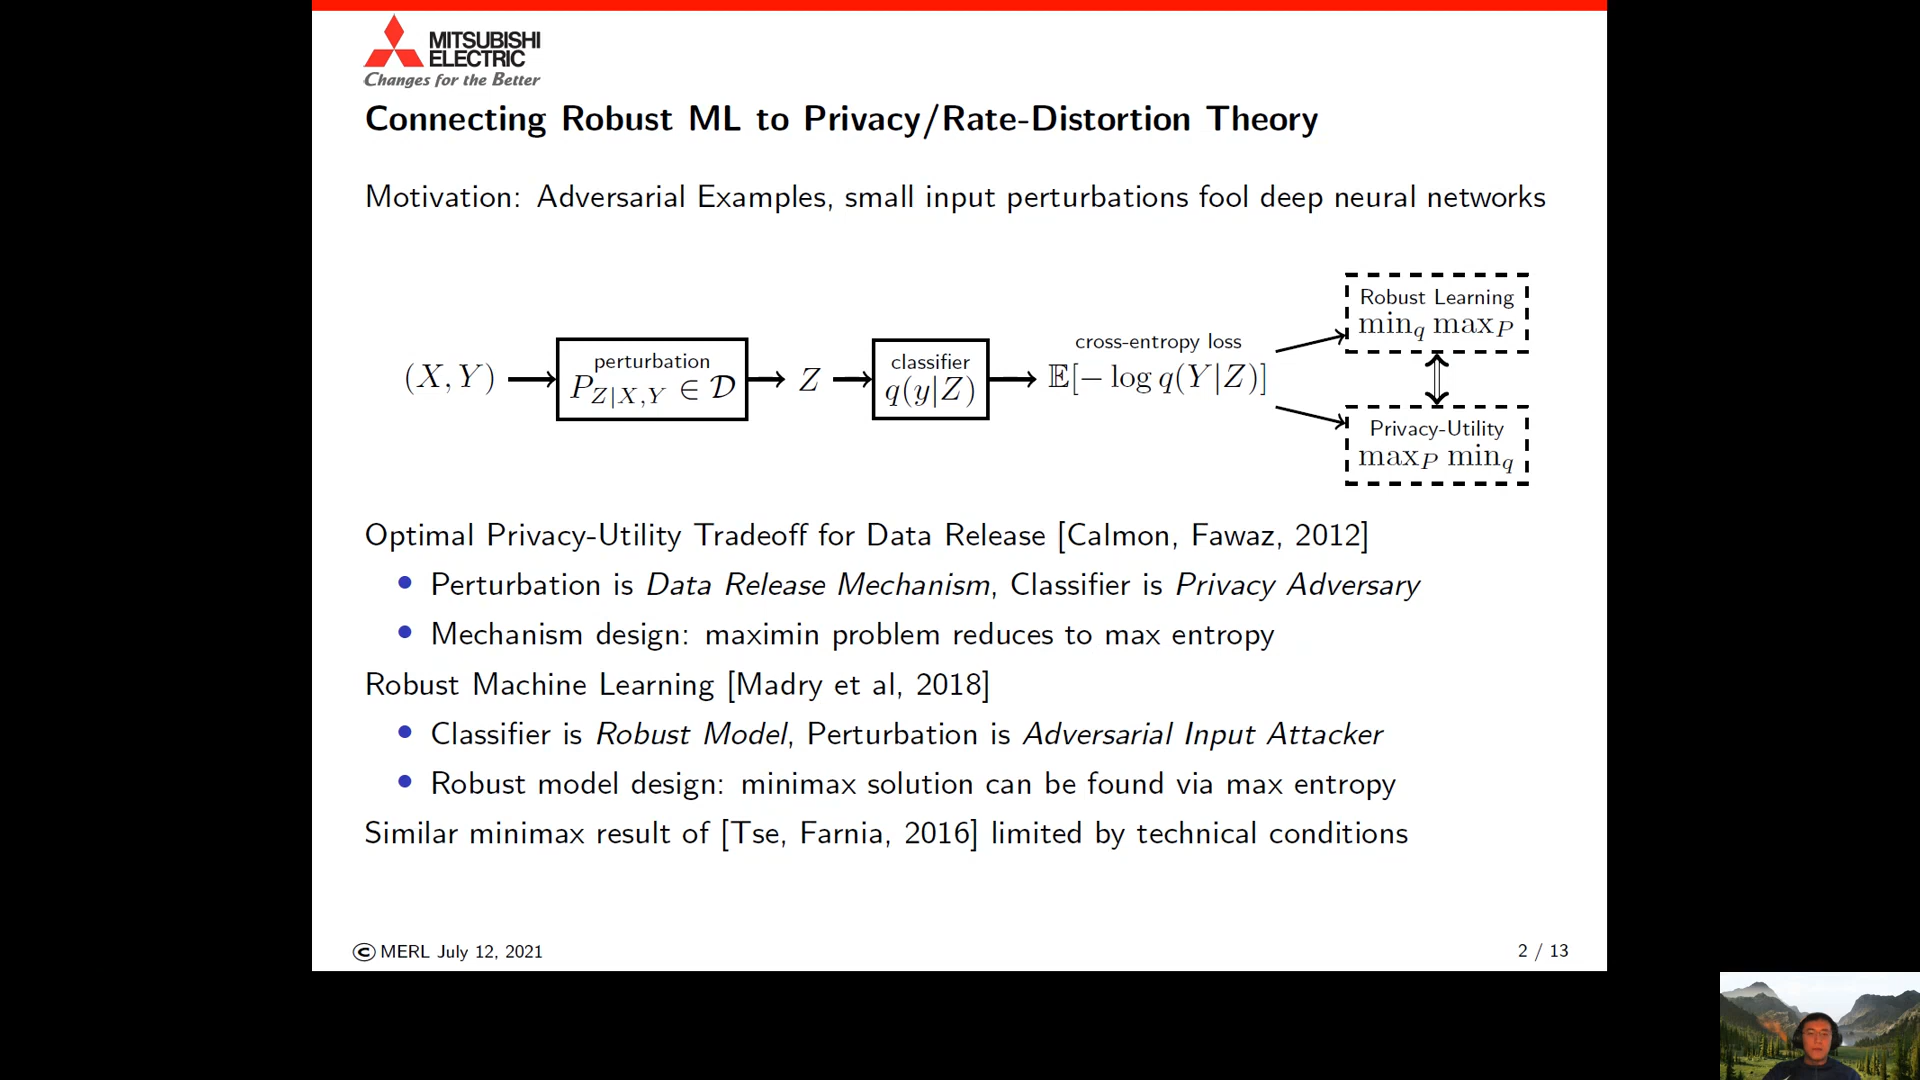 MITSUBISHI
ELECTRIC
Changes for the Better
Connecting Robust ML to Privacy/Rate-Distortion Theory
Motivation: Adversarial Examples, small input perturbations fool deep neural networks
(X, Y)
perturbation
P_{Z|X,Y} ∈ 𝒟
Z
classifier
q(y|Z)
cross-entropy loss
𝔼[− log q(Y|Z)]
Robust Learning
min_q max_P
Privacy-Utility
max_P min_q
Optimal Privacy-Utility Tradeoff for Data Release [Calmon, Fawaz, 2012]
• Perturbation is Data Release Mechanism, Classifier is Privacy Adversary
• Mechanism design: maximin problem reduces to max entropy
Robust Machine Learning [Madry et al, 2018]
• Classifier is Robust Model, Perturbation is Adversarial Input Attacker
• Robust model design: minimax solution can be found via max entropy
Similar minimax result of [Tse, Farnia, 2016] limited by technical conditions
© MERL July 12, 2021
2 / 13